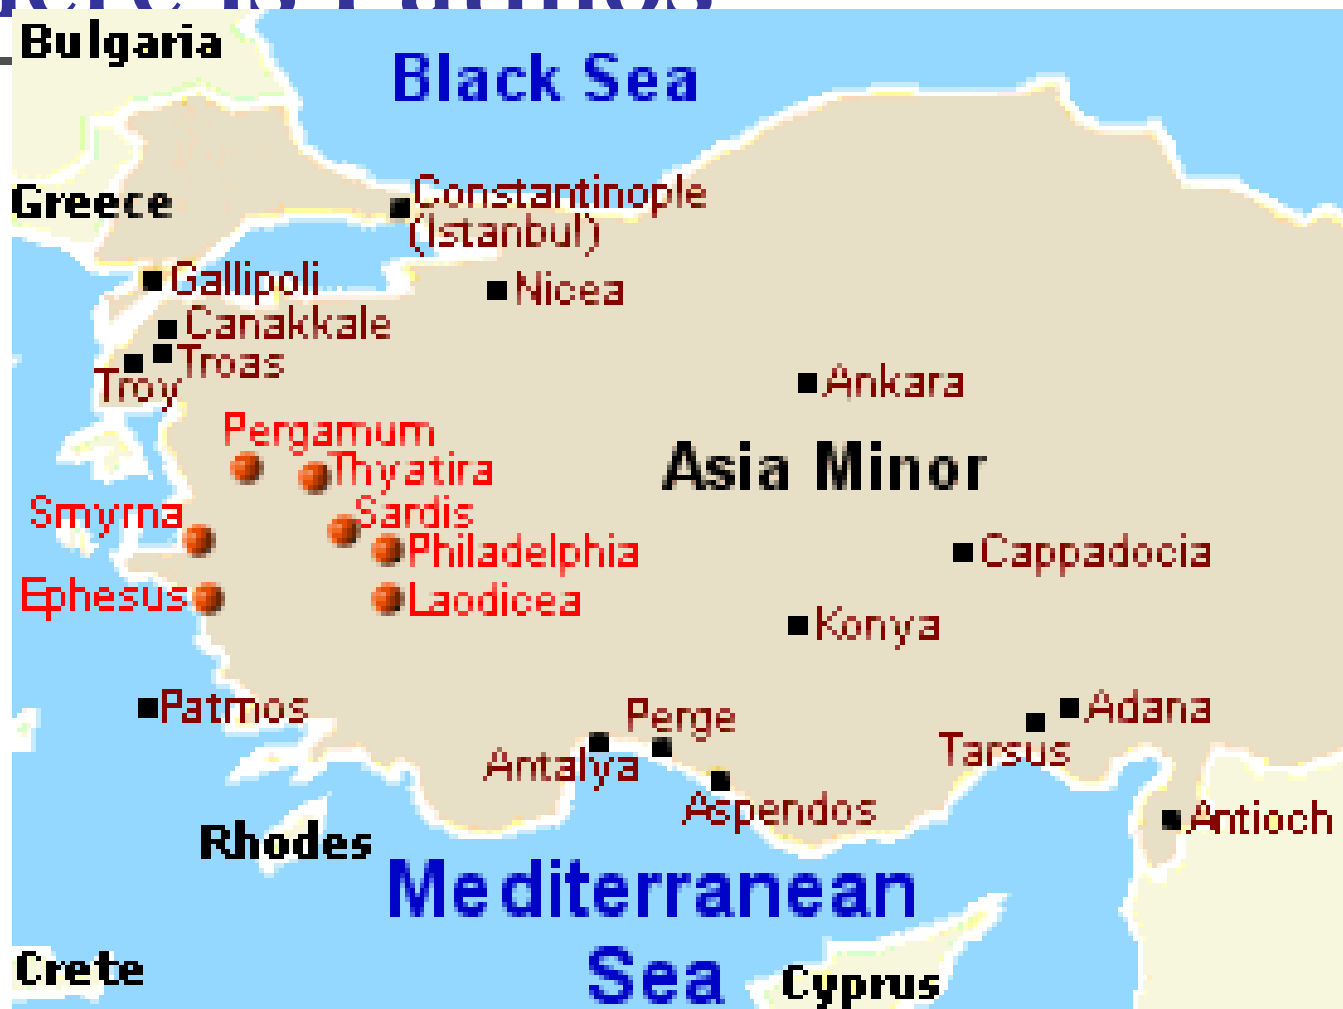 Bulgaria
Black Sea
Greece
Constantinople
(Istanbul)
Gallipoli
Nicea
Canakkale
Troas
Troy
Ankara
Pergamum
Asia Minor
Thyatira
Smyrna
Sardis
Philadelphia
Cappadocia
Ephesus
Laodicea
Konya
Patmos
Perge
Adana
Antalya
Tarsus
Aspendos
Antioch
Rhodes
Mediterranean
Sea
Crete
Cyprus